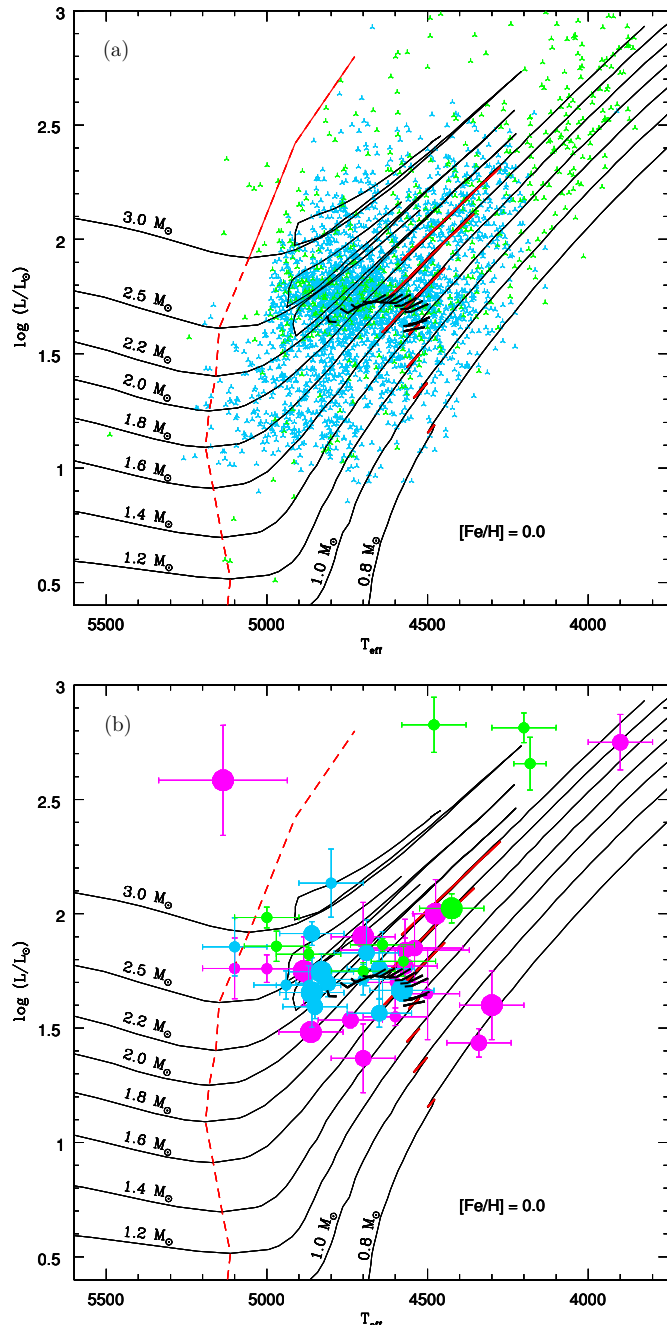 (a)
3
2.5
2
1.5
1
0.5
log (L/L⊙)
3.0 M⊙
2.5 M⊙
2.2 M⊙
2.0 M⊙
1.8 M⊙
1.6 M⊙
1.4 M⊙
1.2 M⊙
1.0 M⊙
0.8 M⊙
[Fe/H] = 0.0
5500 5000 4500 4000
Teff
(b)
3
2.5
2
1.5
1
0.5
log (L/L⊙)
3.0 M⊙
2.5 M⊙
2.2 M⊙
2.0 M⊙
1.8 M⊙
1.6 M⊙
1.4 M⊙
1.2 M⊙
1.0 M⊙
0.8 M⊙
[Fe/H] = 0.0
5500 5000 4500 4000
Teff